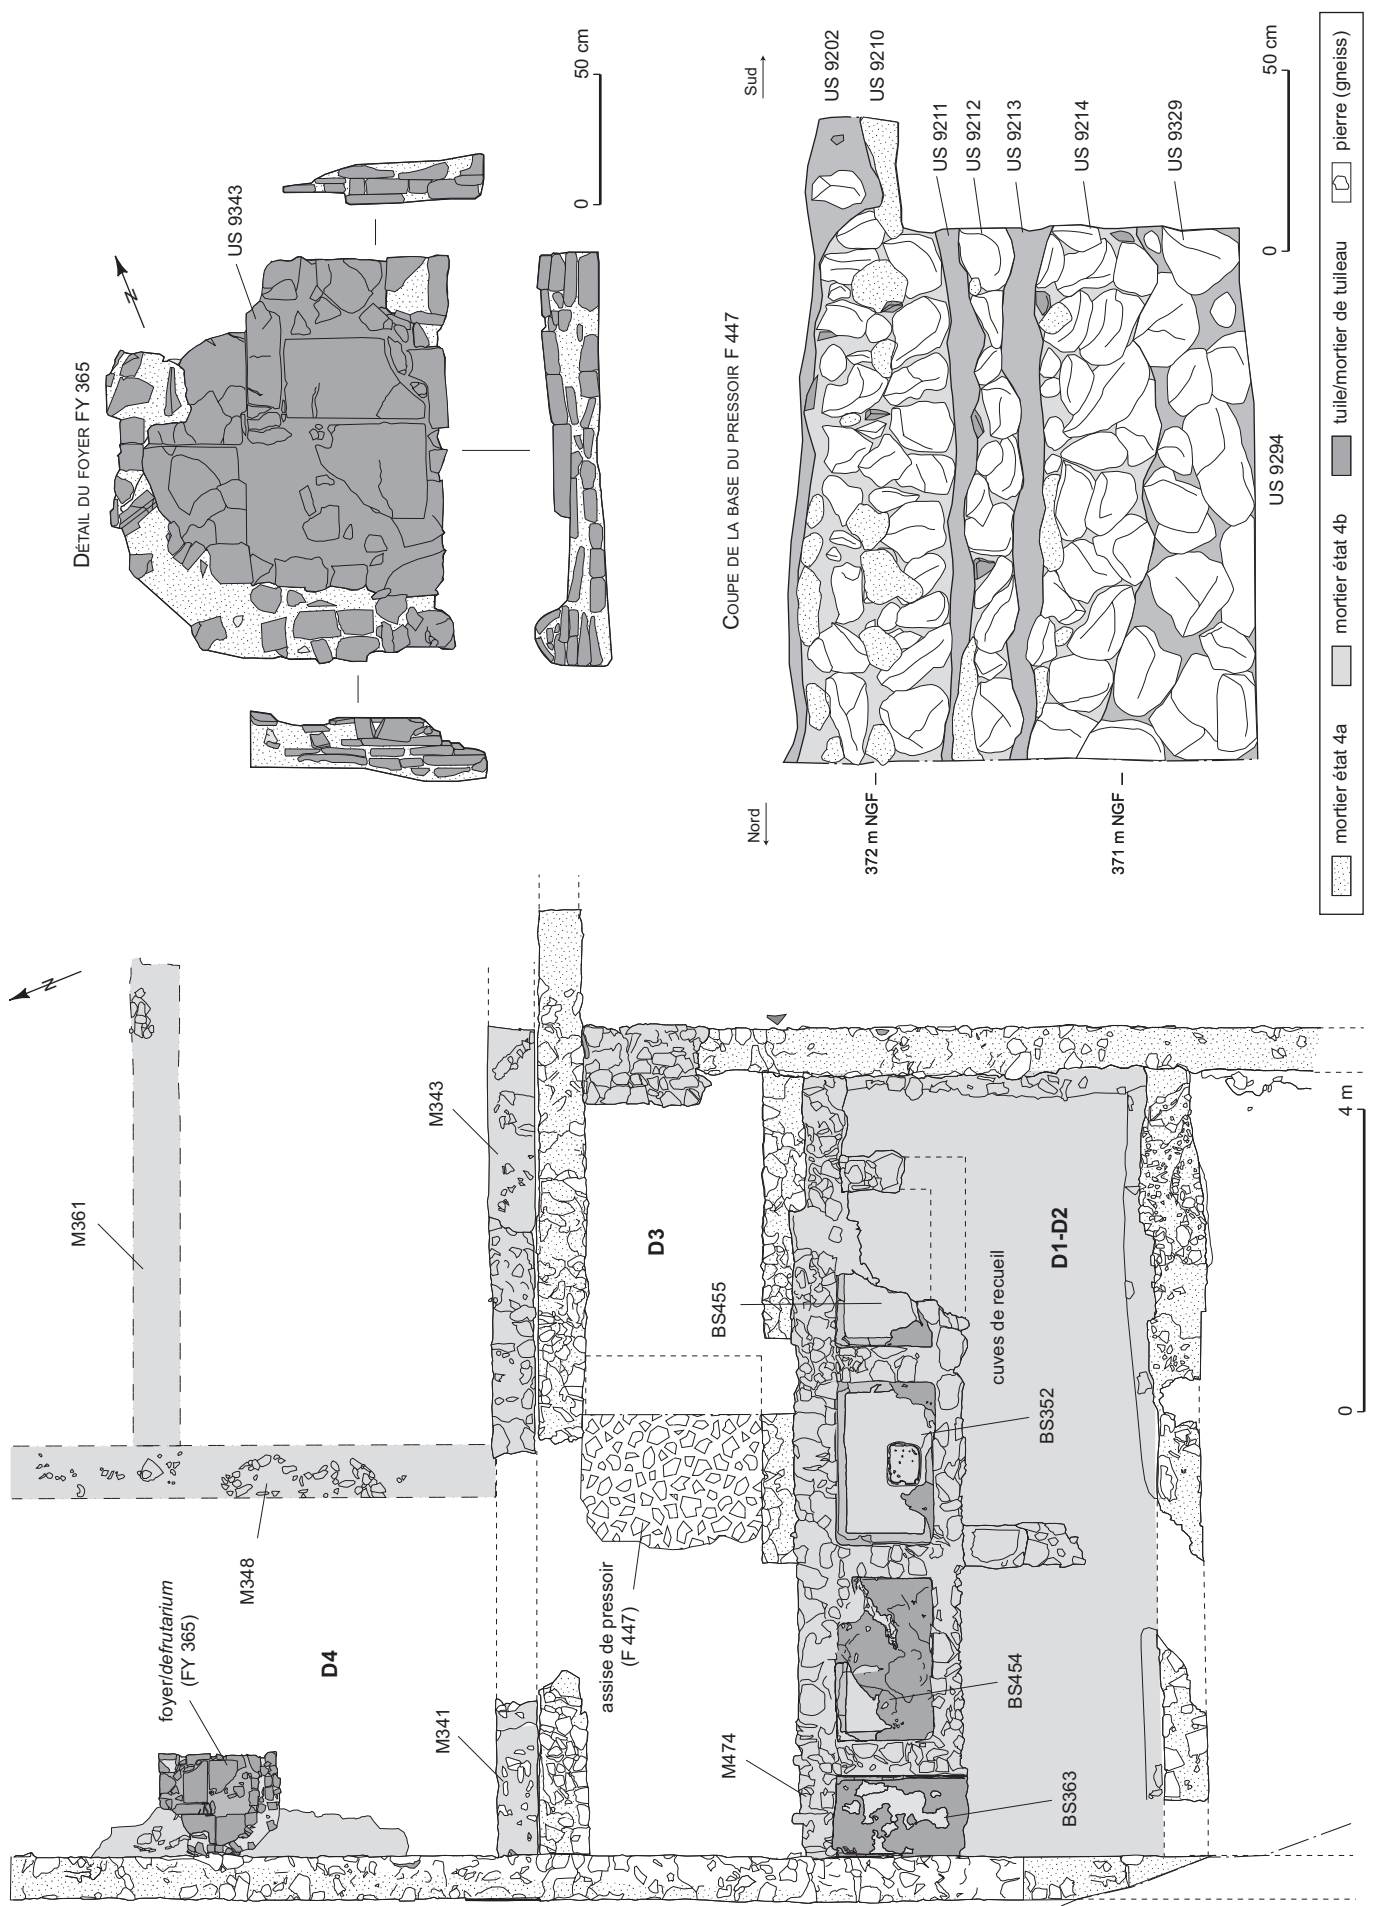 M361
M348
M343
M341
foyer/defrutarium
(FY 365)
D4
D3
assise de pressoir
(F 447)
BS455
M474
D1-D2
cuves de recueil
BS352
BS454
BS363
N
0
4 m
DÉTAIL DU FOYER FY 365
N
US 9343
0
50 cm
COUPE DE LA BASE DU PRESSOIR F 447
Nord
Sud
372 m NGF
371 m NGF
US 9202
US 9210
US 9211
US 9212
US 9213
US 9214
US 9329
US 9294
0
50 cm
mortier état 4a
mortier état 4b
tuile/mortier de tuileau
pierre (gneiss)